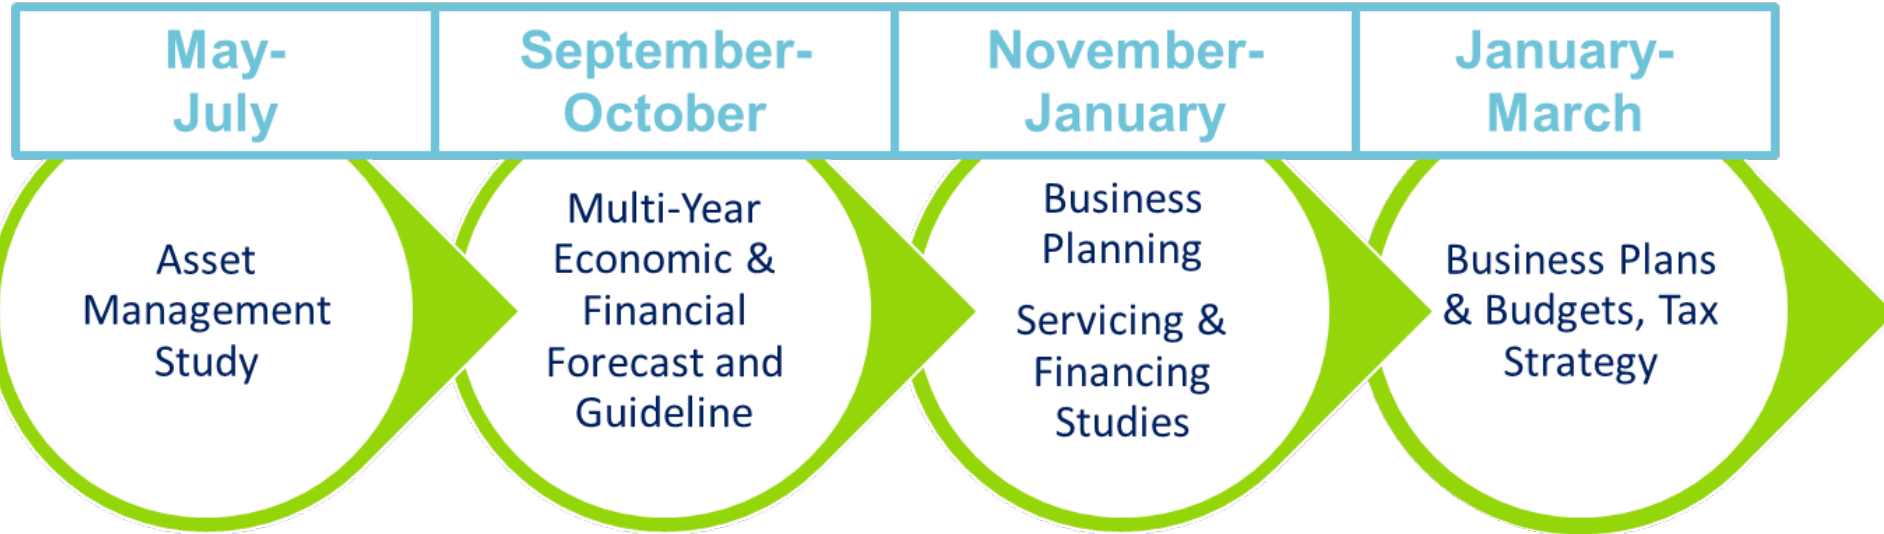 May-
July
September-
October
November-
January
January-
March
Asset
Management
Study
Multi-Year
Economic &
Financial
Forecast and
Guideline
Business
Planning
Servicing &
Financing
Studies
Business Plans
& Budgets, Tax
Strategy